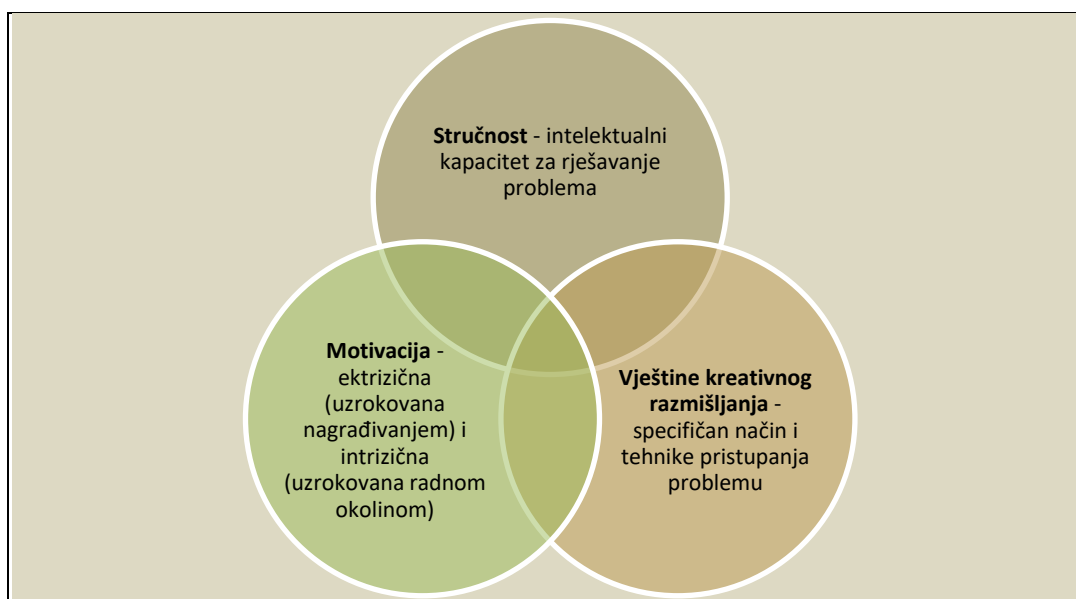 Stručnost - intelektualni
kapacitet za rješavanje
problema
Motivacija -
ektrizična
(uzrokovana
nagrađivanjem) i
intrizična
(uzrokovana radnom
okolinom)
Vještine kreativnog
razmišljanja -
specifičan način i
tehnike pristupanja
problemu